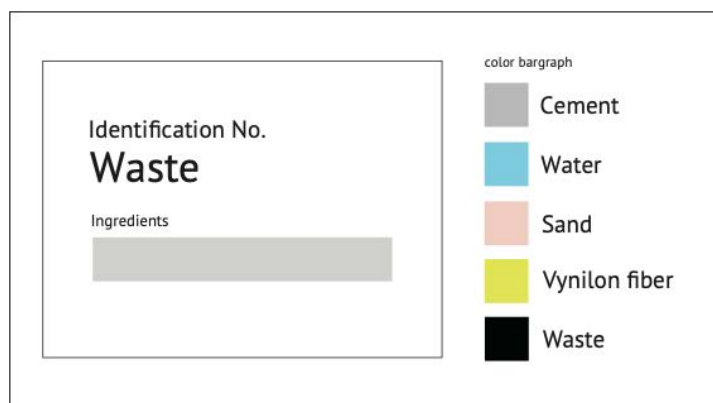 Identification No.
Waste
Ingredients
color bargraph
Cement
Water
Sand
Vynilon fiber
Waste